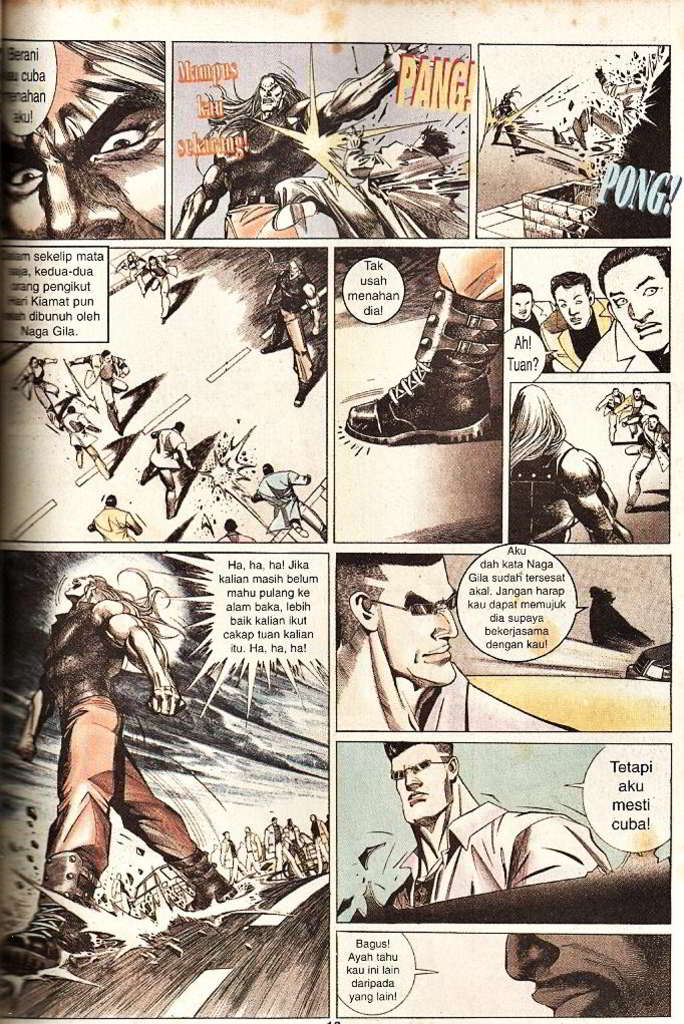 Berani
kau cuba
menahan
aku!
Mampus
kau
sekarang!
PANG!
PONG!
Dalam sekelip mata
saja, kedua-dua
orang pengikut
Hari Kiamat pun
dibunuh oleh
Naga Gila.
Tak
usah
menahan
dia!
Ah!
Tuan?
Ha, ha, ha! Jika
kalian masih belum
mahu pulang ke
alam baka, lebih
baik kalian ikut
cakap tuan kalian
itu. Ha, ha, ha!
Aku
dah kata Naga
Gila sudah tersesat
akal. Jangan harap
kau dapat memujuk
dia supaya
bekerjasama
dengan kau!
Tetapi
aku
mesti
cuba!
Bagus!
Ayah tahu
kau ini lain
daripada
yang lain!